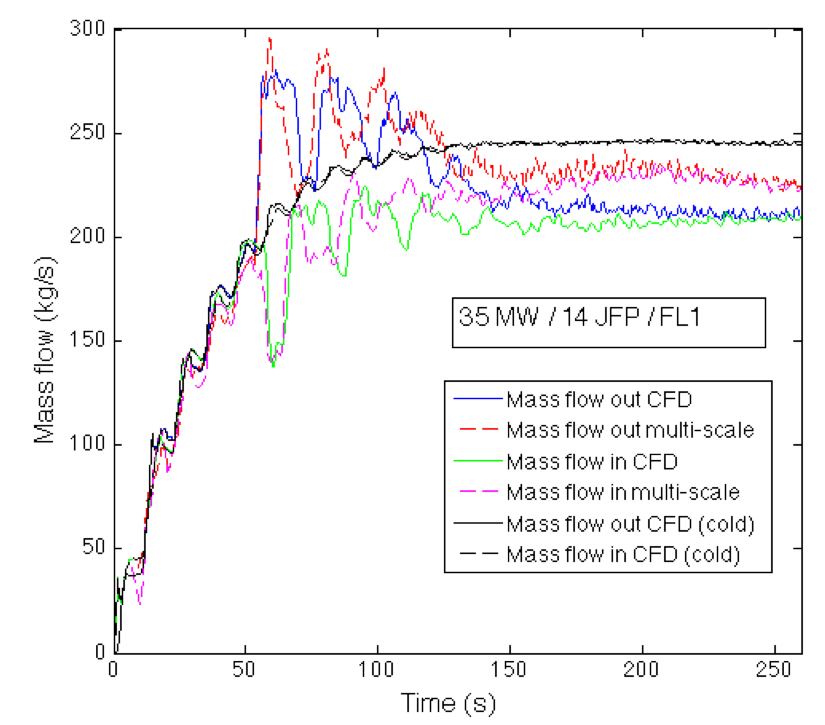 300
250
200
150
100
50
0
Mass flow (kg/s)
35 MW / 14 JFP / FL1
Mass flow out CFD
Mass flow out multi-scale
Mass flow in CFD
Mass flow in multi-scale
Mass flow out CFD (cold)
Mass flow in CFD (cold)
0 50 100 150 200 250
Time (s)